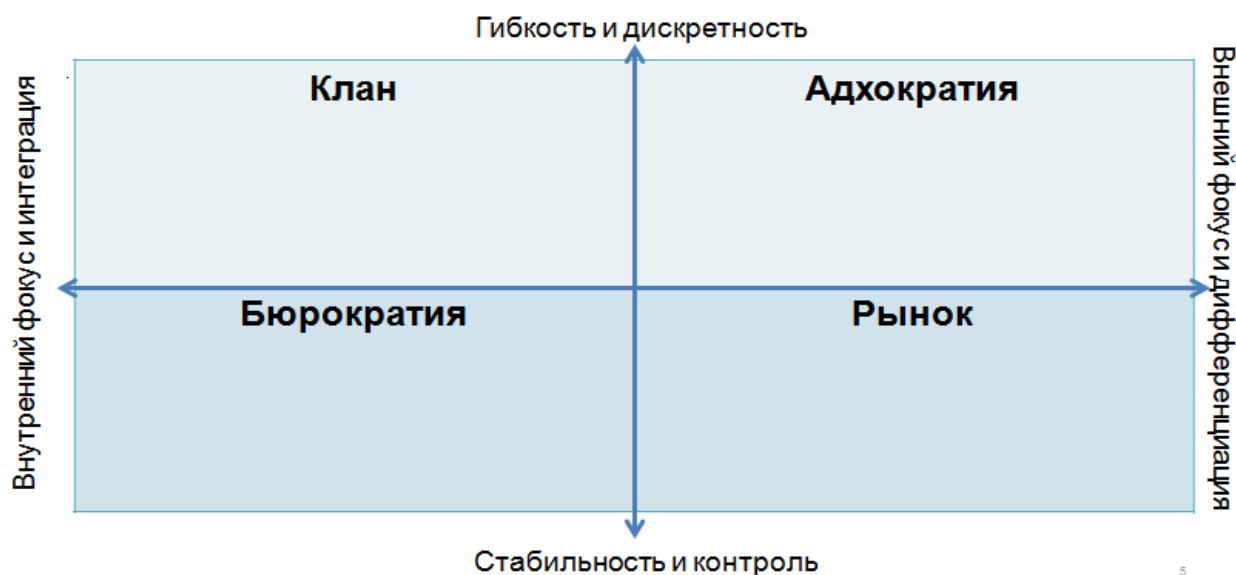 Гибкость и дискретность
Клан
Адхократия
Внутренний фокус и интеграция
Внешний фокус и дифференциация
Бюрократия
Рынок
Стабильность и контроль
5